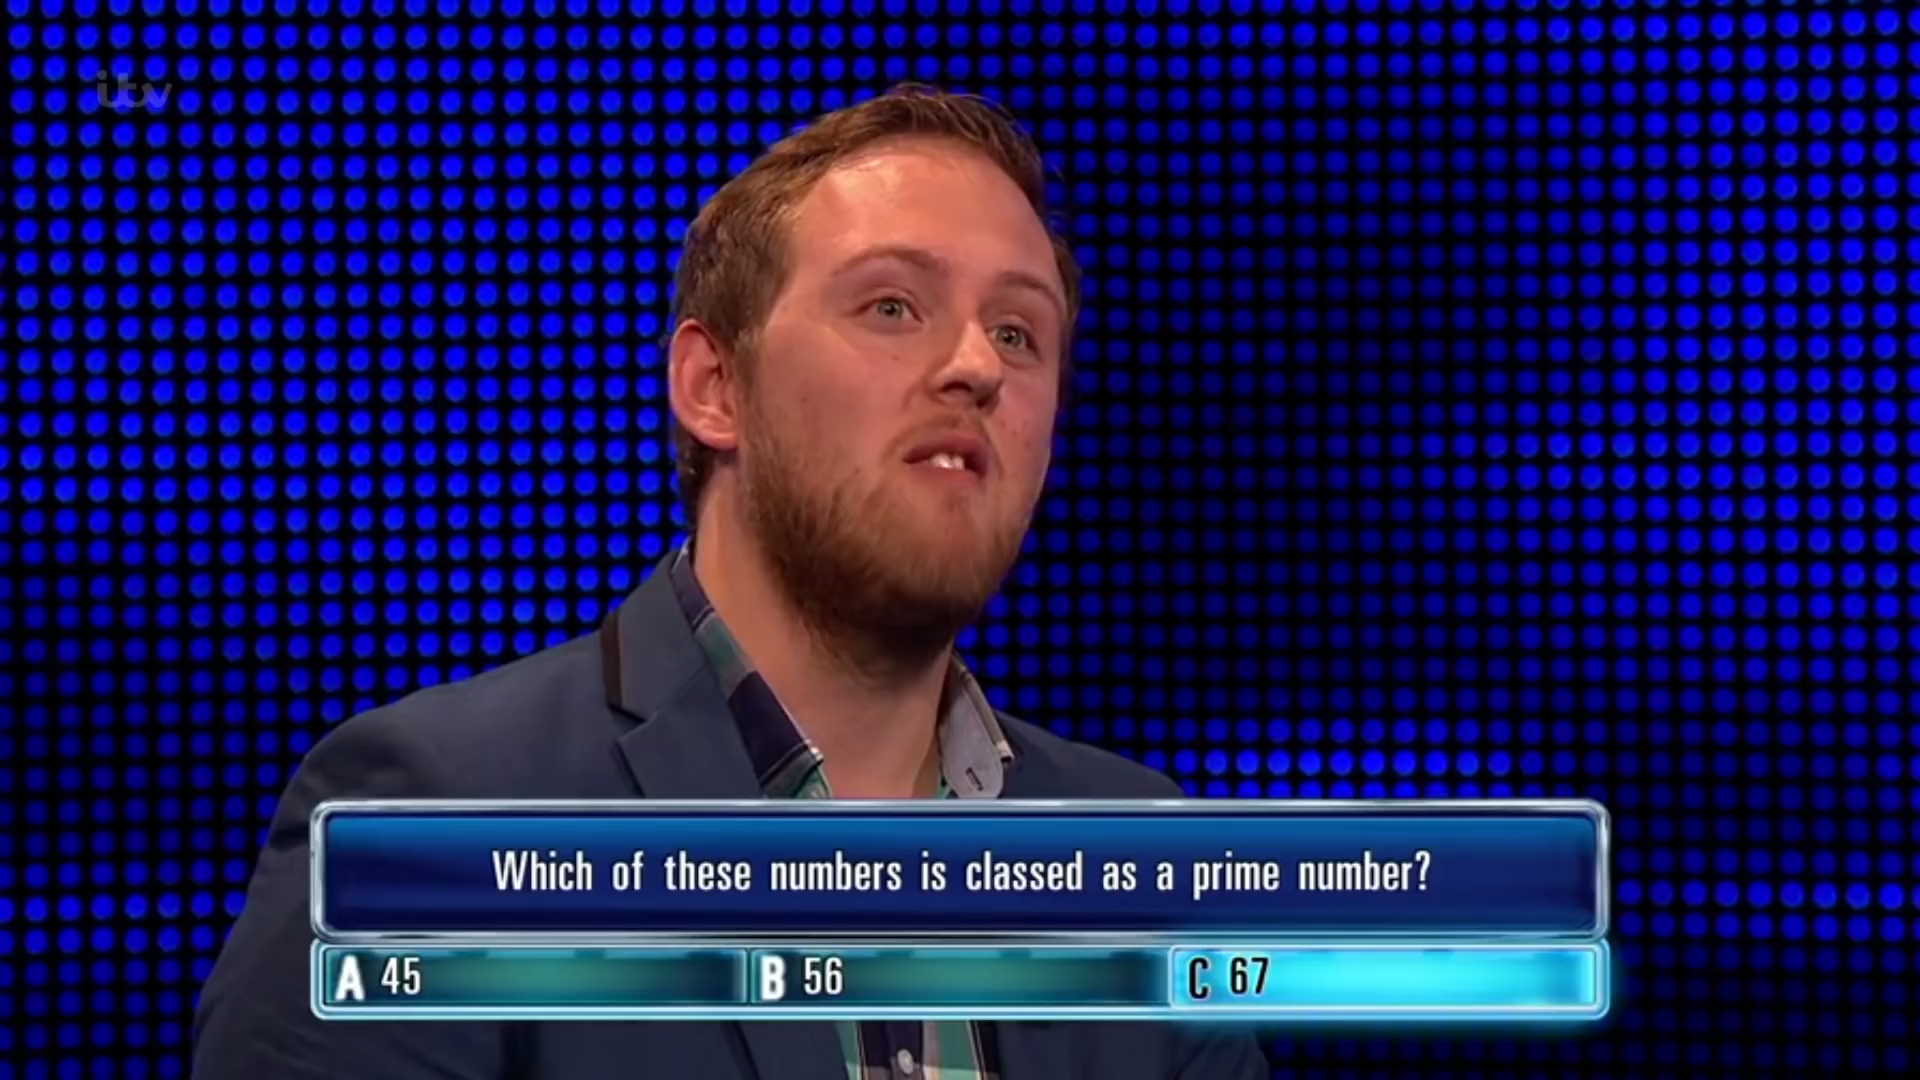 itv
Which of these numbers is classed as a prime number?
A 45 B 56 C 67